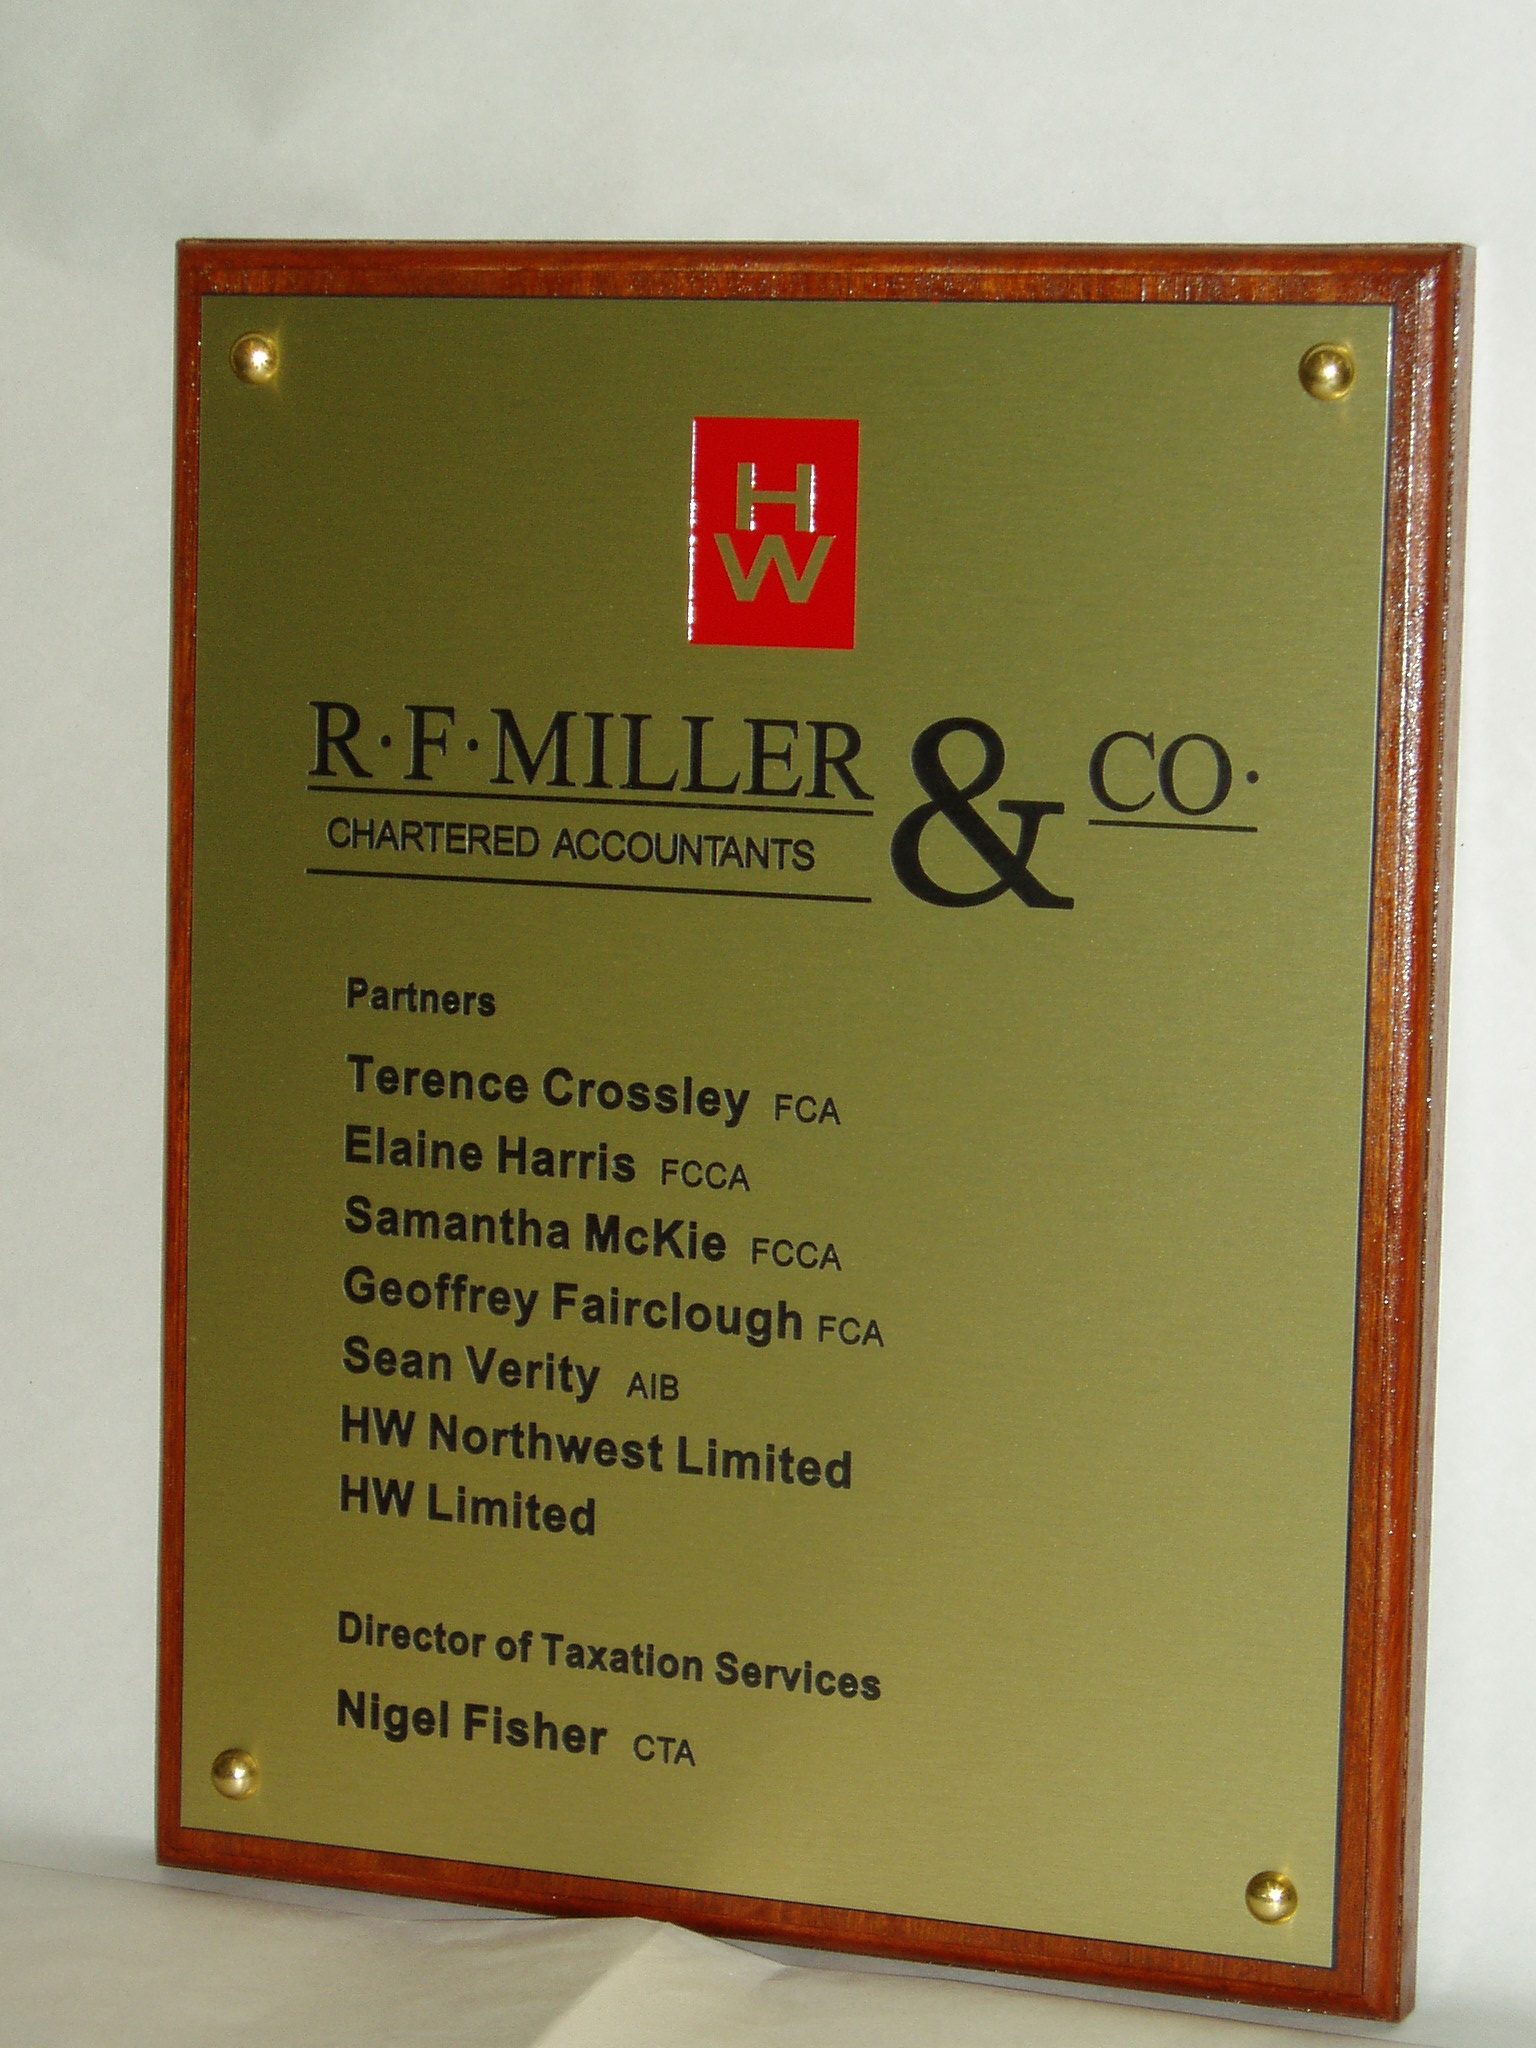 H
W
R·F·MILLER & CO·
CHARTERED ACCOUNTANTS
Partners
Terence Crossley FCA
Elaine Harris FCCA
Samantha McKie FCCA
Geoffrey Fairclough FCA
Sean Verity AIB
HW Northwest Limited
HW Limited
Director of Taxation Services
Nigel Fisher CTA